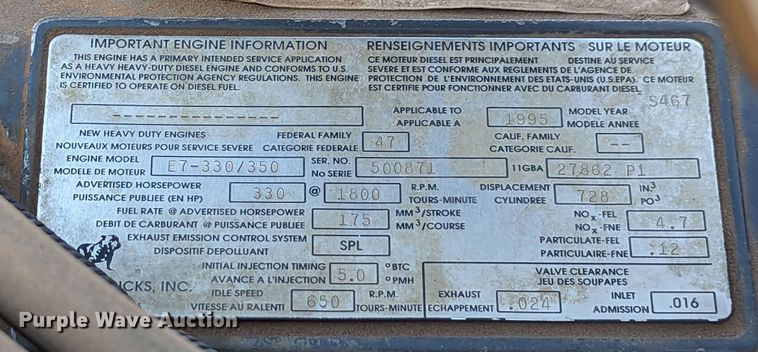 IMPORTANT ENGINE INFORMATION
THIS ENGINE HAS A PRIMARY INTENDED SERVICE APPLICATION
AS A HEAVY HEAVY-DUTY DIESEL ENGINE AND CONFORMS TO U.S.
ENVIRONMENTAL PROTECTION AGENCY REGULATIONS. THIS ENGINE
IS CERTIFIED TO OPERATE ON DIESEL FUEL.
RENSEIGNEMENTS IMPORTANTS SUR LE MOTEUR
CE MOTEUR DIESEL EST PRINCIPALEMENT DESTINE AU SERVICE
SEVERE ET EST CONFORME AUX REGLEMENTS DE L'AGENCE DE
PROTECTION DE L'ENVIRONNEMENT DES ETATS-UNIS (U.S.EPA). CE MOTEUR
EST CERTIFIE POUR FONCTIONNER AVEC DU CARBURANT DIESEL.
S467
--------------- APPLICABLE TO 1995 MODEL YEAR
APPLICABLE A MODELE ANNÉE
NEW HEAVY DUTY ENGINES FEDERAL FAMILY 47 CALIF. FAMILY --
NOUVEAUX MOTEURS POUR SERVICE SEVERE CATEGORIE FEDERALE CATEGORIE CALIF.
ENGINE MODEL E7-330/350 SER. NO. 500871 11GBA 27862 P1
MODELE DE MOTEUR No SERIE
ADVERTISED HORSEPOWER 330 @ 1800 R.P.M. DISPLACEMENT 728 IN³
PUISSANCE PUBLIEE (EN HP) TOURS-MINUTE CYLINDREE PO³
FUEL RATE @ ADVERTISED HORSEPOWER 175 MM³/STROKE NOx-FEL 4.7
DEBIT DE CARBURANT @ PUISSANCE PUBLIEE MM³/COURSE NOx-FNE
EXHAUST EMISSION CONTROL SYSTEM SPL PARTICULATE-FEL .12
DISPOSITIF DEPOLLUANT PARTICULAIRE-FNE
INITIAL INJECTION TIMING 5.0 °BTC VALVE CLEARANCE
AVANCE A L'INJECTION °PMH JEU DES SOUPAPES
IDLE SPEED 650 R.P.M. EXHAUST .024 INLET .016
VITESSE AU RALENTI TOURS-MINUTE ECHAPPEMENT ADMISSION
UCKS, INC.
Purple Wave Auction